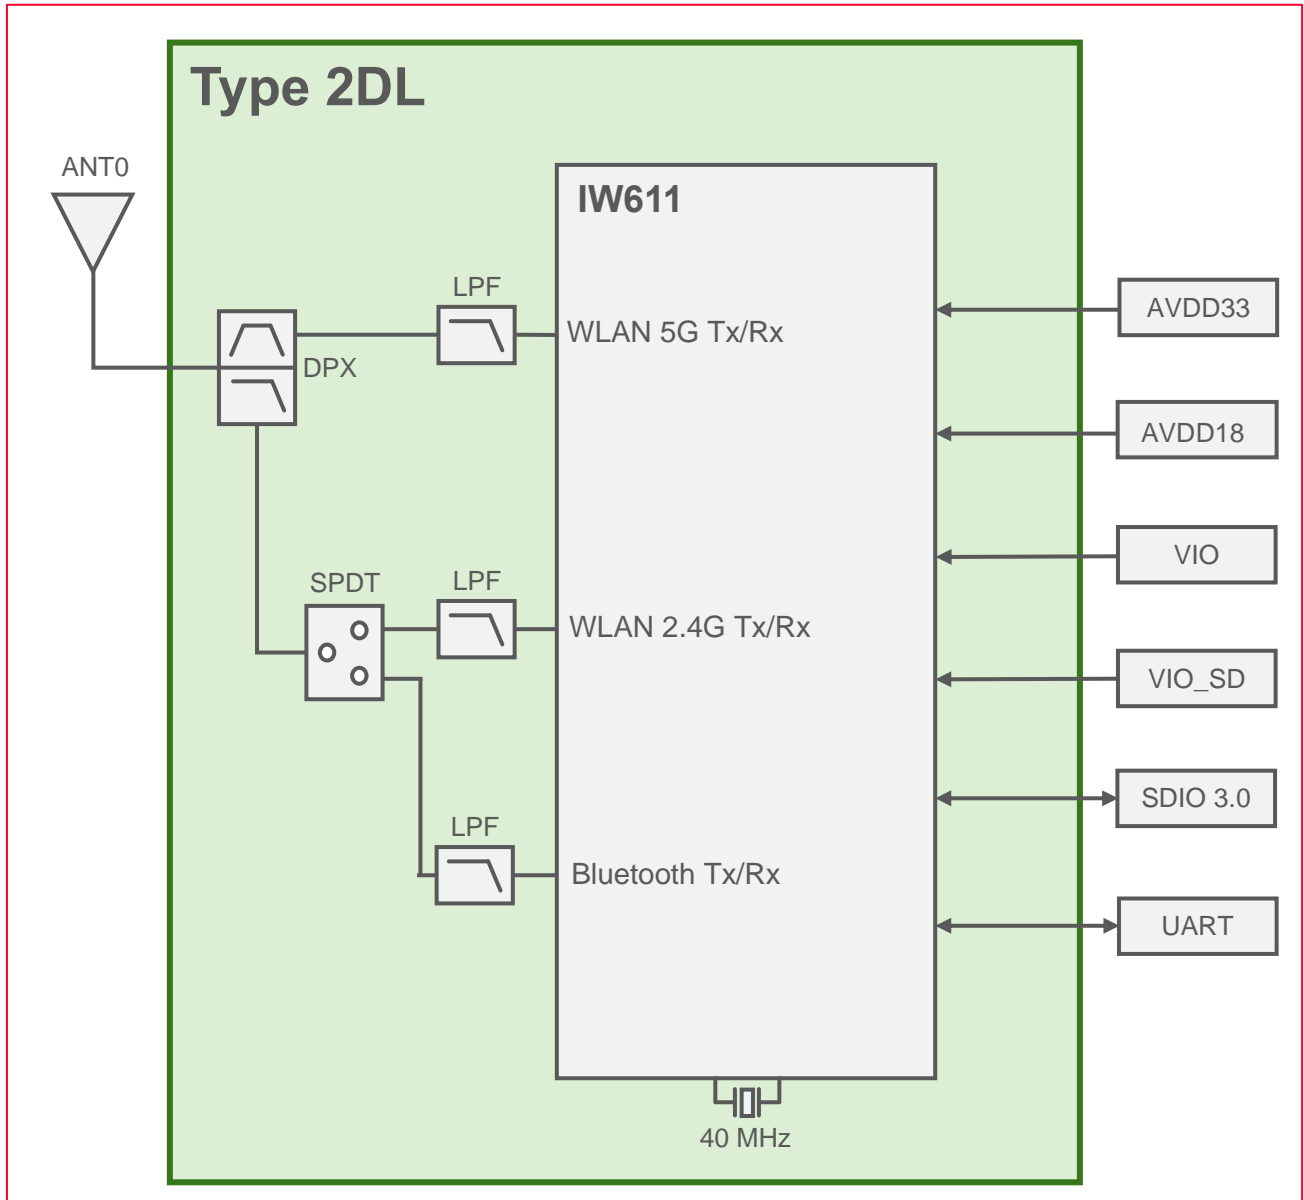 Type 2DL
ANT0
IW611
LPF
WLAN 5G Tx/Rx
DPX
AVDD33
AVDD18
VIO
SPDT
LPF
WLAN 2.4G Tx/Rx
VIO_SD
SDIO 3.0
LPF
Bluetooth Tx/Rx
UART
40 MHz